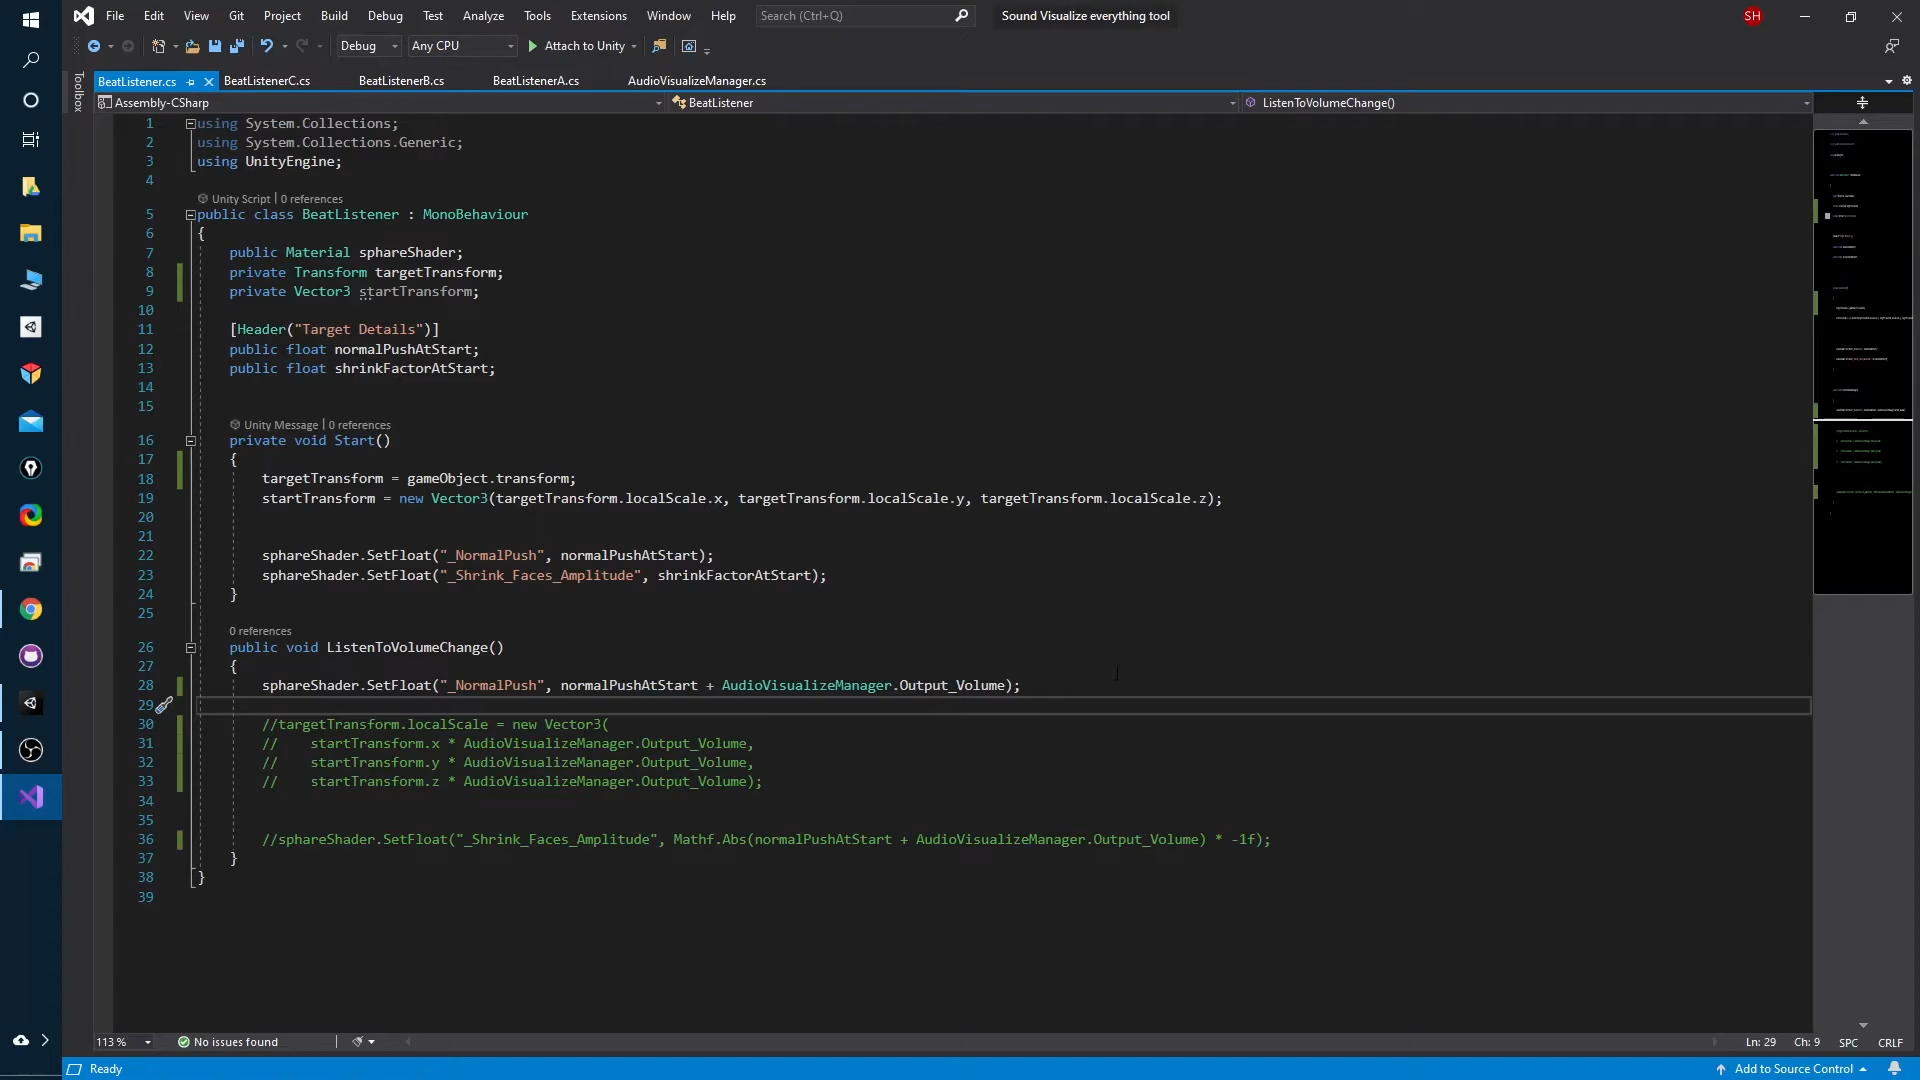 File Edit View Git Project Build Debug Test Analyze Tools Extensions Window Help Search (Ctrl+Q) Sound Visualize everything tool SH
Debug Any CPU Attach to Unity
Toolbox
BeatListener.cs BeatListenerC.cs BeatListenerB.cs BeatListenerA.cs AudioVisualizeManager.cs
Assembly-CSharp BeatListener ListenToVolumeChange()
1 using System.Collections;
2 using System.Collections.Generic;
3 using UnityEngine;
4
Unity Script | 0 references
5 public class BeatListener : MonoBehaviour
6 {
7 public Material sphareShader;
8 private Transform targetTransform;
9 private Vector3 startTransform;
10
11 [Header("Target Details")]
12 public float normalPushAtStart;
13 public float shrinkFactorAtStart;
14
15
Unity Message | 0 references
16 private void Start()
17 {
18 targetTransform = gameObject.transform;
19 startTransform = new Vector3(targetTransform.localScale.x, targetTransform.localScale.y, targetTransform.localScale.z);
20
21
22 sphareShader.SetFloat("_NormalPush", normalPushAtStart);
23 sphareShader.SetFloat("_Shrink_Faces_Amplitude", shrinkFactorAtStart);
24 }
25
0 references
26 public void ListenToVolumeChange()
27 {
28 sphareShader.SetFloat("_NormalPush", normalPushAtStart + AudioVisualizeManager.Output_Volume);
29
30 //targetTransform.localScale = new Vector3(
31 // startTransform.x * AudioVisualizeManager.Output_Volume,
32 // startTransform.y * AudioVisualizeManager.Output_Volume,
33 // startTransform.z * AudioVisualizeManager.Output_Volume);
34
35
36 //sphareShader.SetFloat("_Shrink_Faces_Amplitude", Mathf.Abs(normalPushAtStart + AudioVisualizeManager.Output_Volume) * -1f);
37 }
38 }
39
113 % No issues found Ln: 29 Ch: 9 SPC CRLF
Ready Add to Source Control